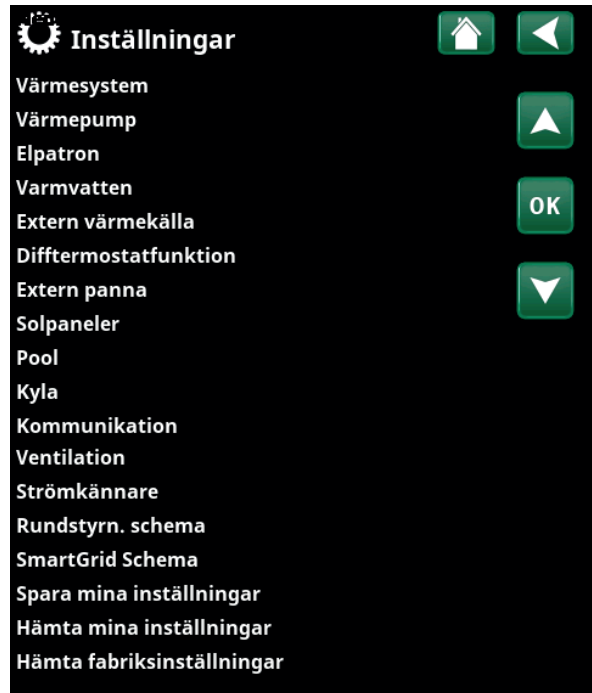 Inställningar
Värmesystem
Värmepump
Elpatron
OK
Varmvatten
Extern värmekälla
Difftermostatfunktion
Extern panna
Solpaneler
Pool
Kyla
Kommunikation
Ventilation
Strömkännare
Rundstyrn. schema
SmartGrid Schema
Spara mina inställningar
Hämta mina inställningar
Hämta fabriksinställningar